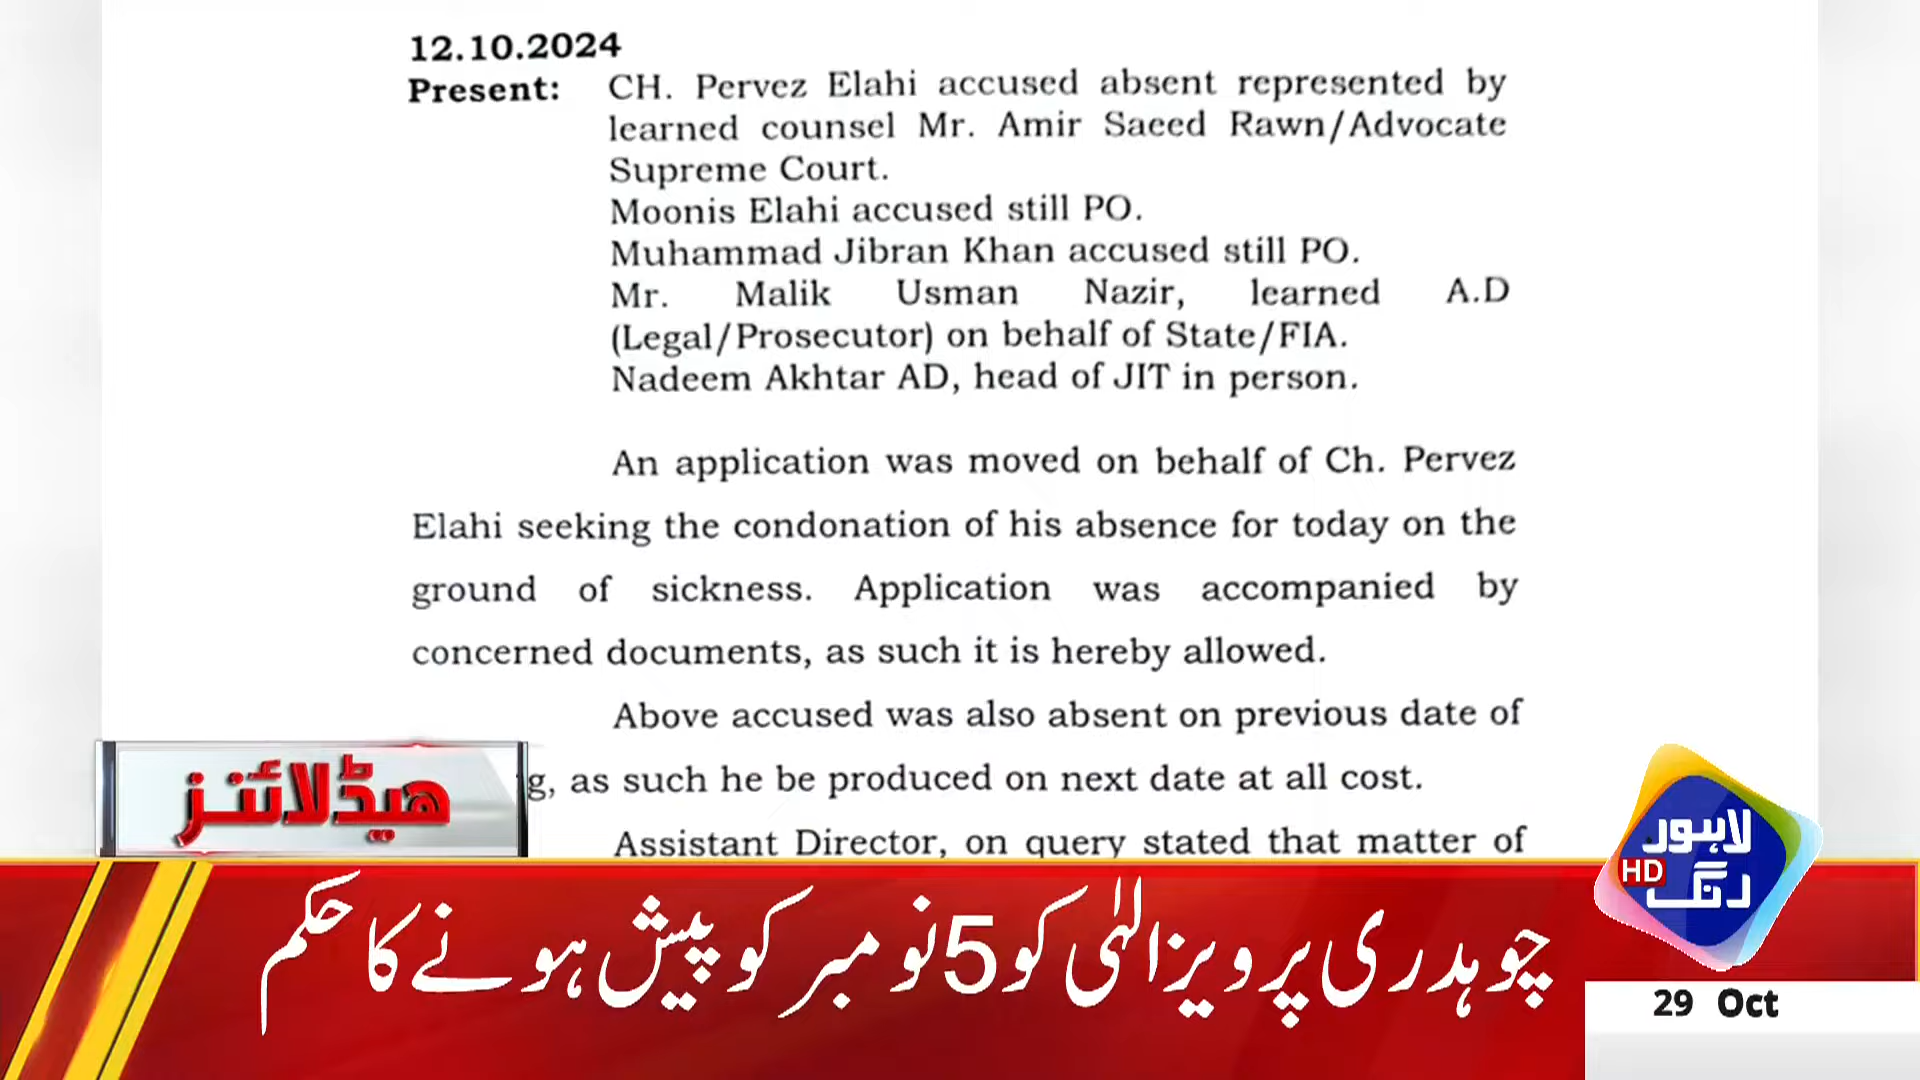 12.10.2024
Present: CH. Pervez Elahi accused absent represented by
learned counsel Mr. Amir Saeed Rawn/Advocate
Supreme Court.
Moonis Elahi accused still PO.
Muhammad Jibran Khan accused still PO.
Mr. Malik Usman Nazir, learned A.D
(Legal/Prosecutor) on behalf of State/FIA.
Nadeem Akhtar AD, head of JIT in person.
An application was moved on behalf of Ch. Pervez
Elahi seeking the condonation of his absence for today on the
ground of sickness. Application was accompanied by
concerned documents, as such it is hereby allowed.
Above accused was also absent on previous date of
g, as such he be produced on next date at all cost.
Assistant Director, on query stated that matter of
ہیڈلائنز
لاہور
رنگ
HD
چوہدری پرویز الٰہی کو 5 نومبر کو پیش ہونے کا حکم
29 Oct